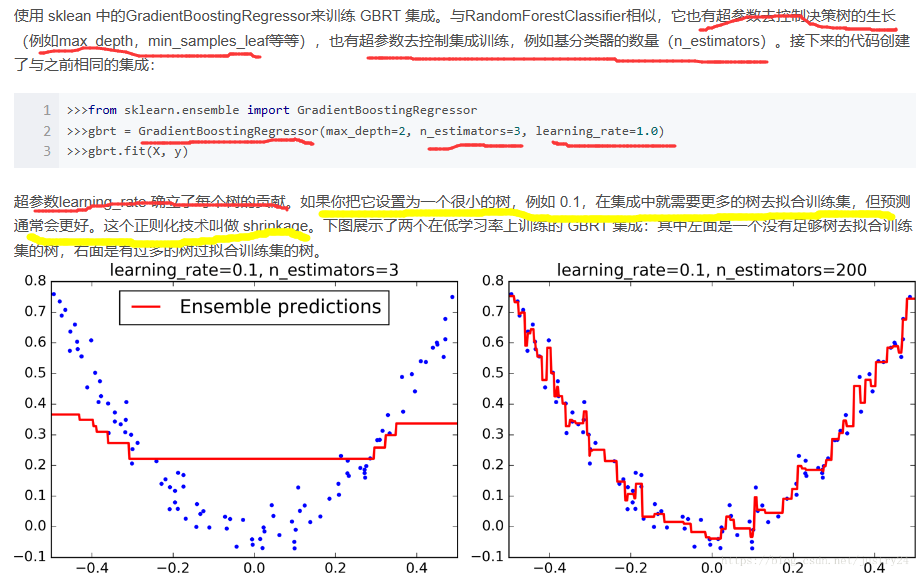 使用 sklean 中的GradientBoostingRegressor来训练 GBRT 集成。与RandomForestClassifier相似，它也有超参数去控制决策树的生长
（例如max_depth，min_samples_leaf等等），也有超参数去控制集成训练，例如基分类器的数量（n_estimators）。接下来的代码创建
了与之前相同的集成：
1 >>>from sklearn.ensemble import GradientBoostingRegressor
2 >>>gbrt = GradientBoostingRegressor(max_depth=2, n_estimators=3, learning_rate=1.0)
3 >>>gbrt.fit(X, y)
超参数learning_rate 确立了每个树的贡献。如果你把它设置为一个很小的树，例如 0.1，在集成中就需要更多的树去拟合训练集，但预测
通常会更好。这个正则化技术叫做 shrinkage。下图展示了两个在低学习率上训练的 GBRT 集成：其中左面是一个没有足够树去拟合训练
集的树，右面是有过多的树过拟合训练集的树。
learning_rate=0.1, n_estimators=3
Ensemble predictions
0.8
0.7
0.6
0.5
0.4
0.3
0.2
0.1
0.0
−0.1
−0.4 −0.2 0.0 0.2 0.4
learning_rate=0.1, n_estimators=200
0.8
0.7
0.6
0.5
0.4
0.3
0.2
0.1
0.0
−0.1
−0.4 −0.2 0.0 0.2 0.4